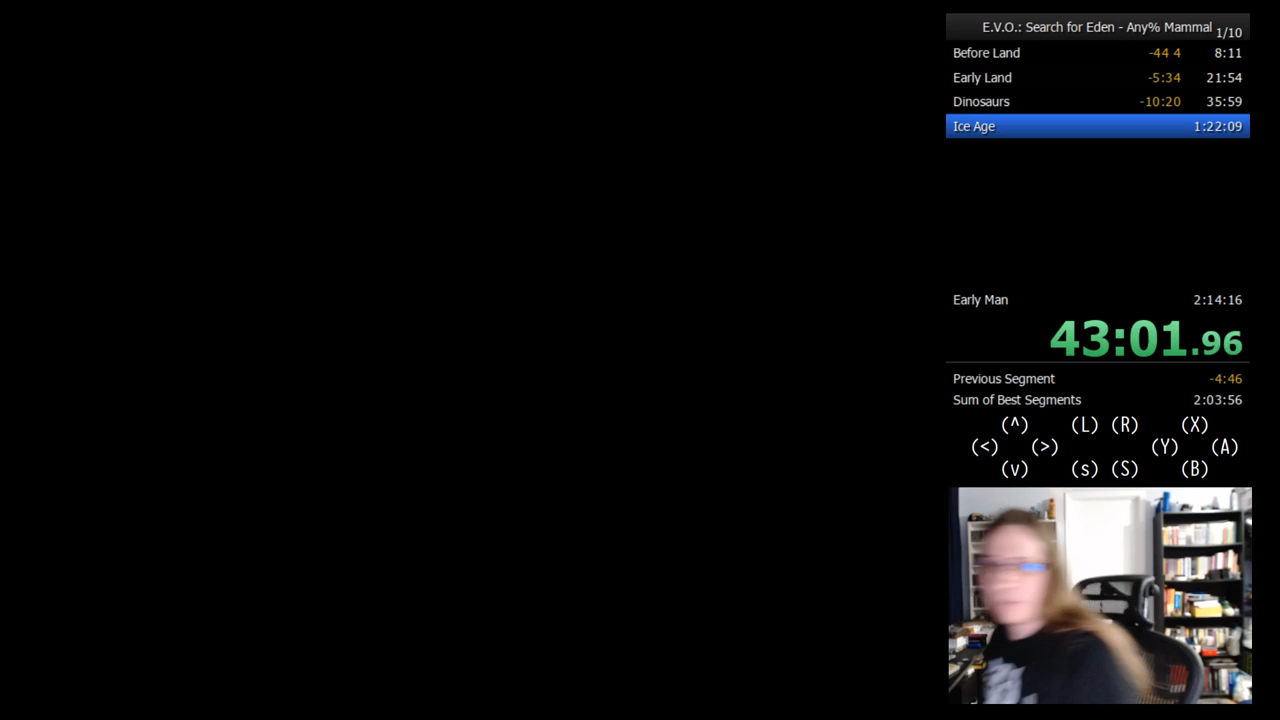 E.V.O.: Search for Eden - Any% Mammal 1/10
Before Land -44 4 8:11
Early Land -5:34 21:54
Dinosaurs -10:20 35:59
Ice Age 1:22:09
Early Man 2:14:16
43:01.96
Previous Segment -4:46
Sum of Best Segments 2:03:56
(^) (L) (R) (X)
(<) (>) (Y) (A)
(v) (s) (S) (B)